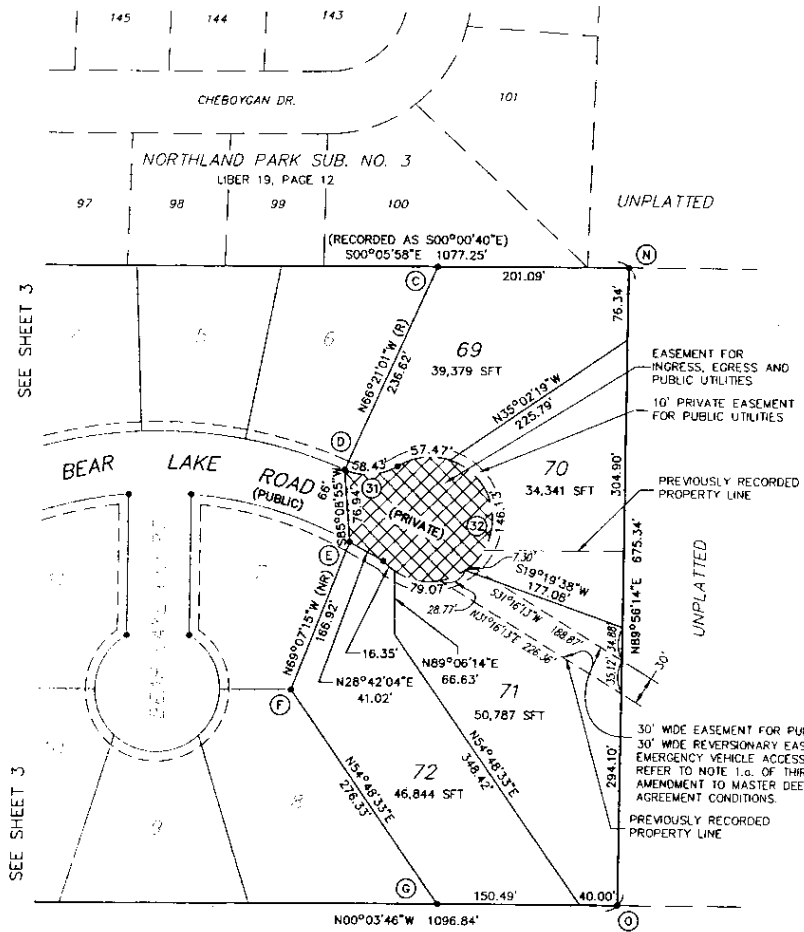 145
144
143
CHEBOYGAN DR.
101
NORTHLAND PARK SUB. NO. 3
LIBER 19, PAGE 12
97
98
99
100
UNPLATTED
(RECORDED AS S00°00'40"E)
S00°05'58"E 1077.25'
N
C
201.09'
SEE SHEET 3
76.34'
5
6
69
39,379 SFT
N66°21'01"W (R)
236.62'
N35°02'19"W
225.79'
EASEMENT FOR
INGRESS, EGRESS AND
PUBLIC UTILITIES
10' PRIVATE EASEMENT
FOR PUBLIC UTILITIES
D
58.43'
57.47'
31
70
34,341 SFT
304.90'
BEAR LAKE ROAD
(PUBLIC)
66'
S85°08'55"W
76.94'
(PRIVATE)
32
146.13'
PREVIOUSLY RECORDED
PROPERTY LINE
E
7.30'
S19°19'38"W
177.08'
N89°56'14"E 675.34'
UNPLATTED
7
79.07'
28.77'
S31°16'13"W 188.87'
N31°16'13"E 226.36'
N69°07'15"W (NR)
166.92'
16.35'
N89°06'14"E
66.63'
N28°42'04"E
41.02'
34.88'
35.12'
30'
F
71
50,787 SFT
30' WIDE EASEMENT FOR PU
30' WIDE REVERSIONARY EAS
EMERGENCY VEHICLE ACCESS
REFER TO NOTE 1.a. OF THIR
AMENDMENT TO MASTER DEE
AGREEMENT CONDITIONS.
294.10'
N54°48'33"E
348.42'
72
46,844 SFT
N54°48'33"E
276.33'
8
9
PREVIOUSLY RECORDED
PROPERTY LINE
SEE SHEET 3
G
150.49'
40.00'
N00°03'46"W 1096.84'
O